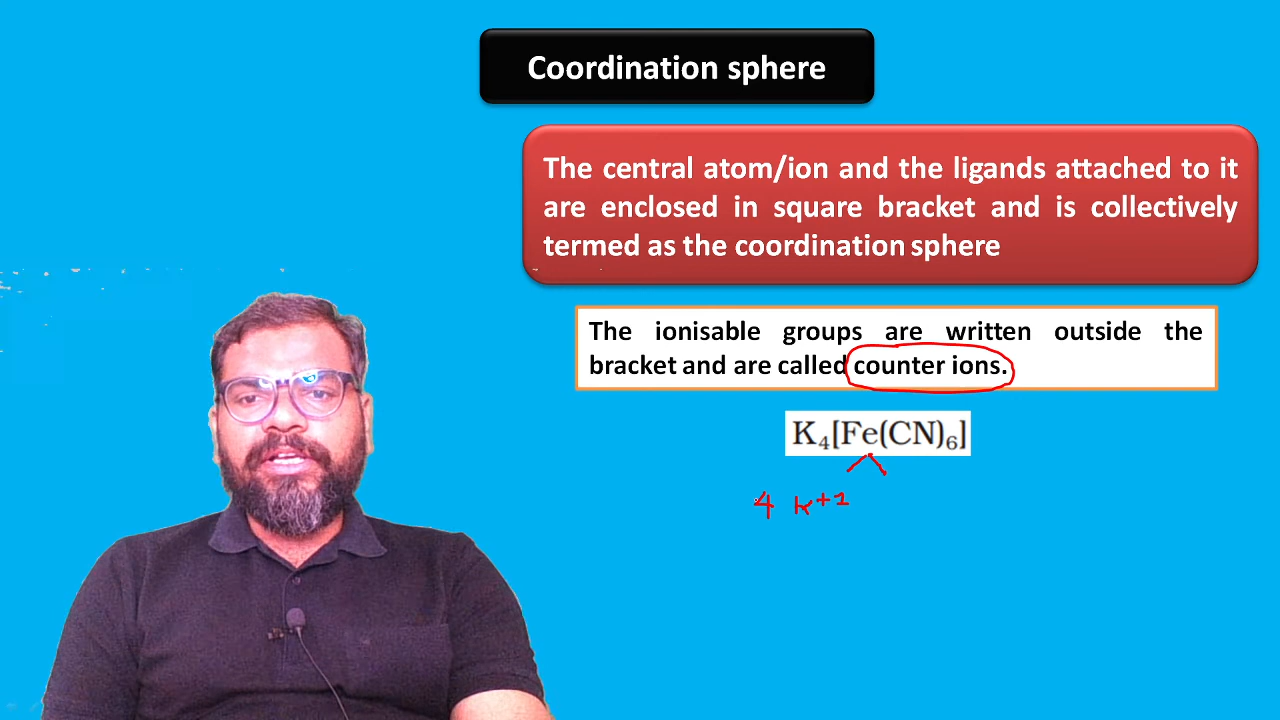 Coordination sphere
The central atom/ion and the ligands attached to it
are enclosed in square bracket and is collectively
termed as the coordination sphere
The ionisable groups are written outside the
bracket and are called counter ions.
K₄[Fe(CN)₆]
4 K⁺¹